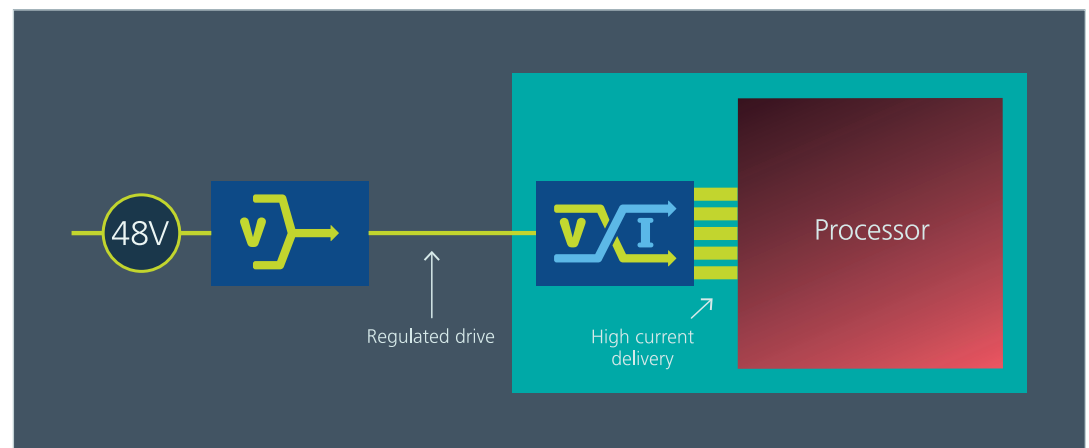 48V
V
Regulated drive
V I
High current
delivery
Processor